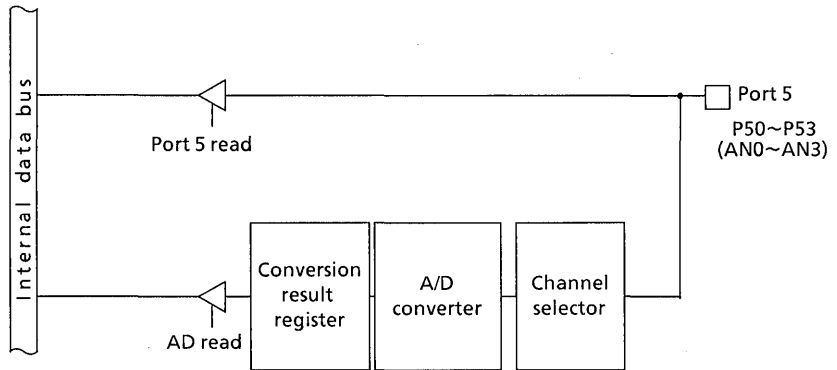 Internal data bus
Port 5 read
Port 5
P50~P53
(AN0~AN3)
AD read
Conversion
result
register
A/D
converter
Channel
selector